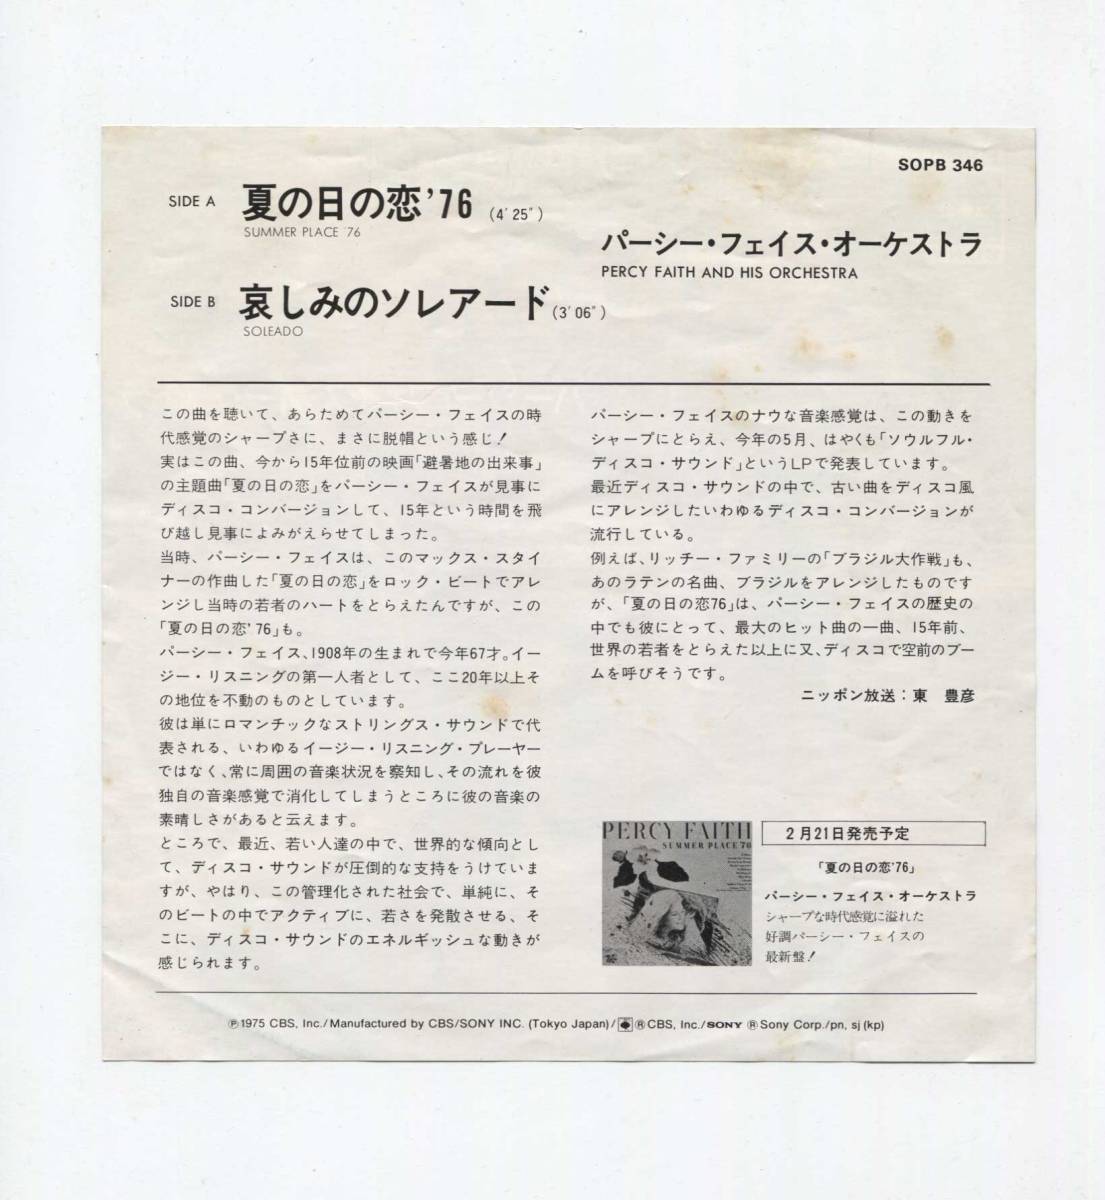 SOPB 346
SIDE A 夏の日の恋'76 (4'25")
SUMMER PLACE '76
パーシー・フェイス・オーケストラ
PERCY FAITH AND HIS ORCHESTRA
SIDE B 哀しみのソレアード(3'06")
SOLEADO
この曲を聴いて、あらためてパーシー・フェイスの時
代感覚のシャープさに、まさに脱帽という感じ!
実はこの曲、今から15年位前の映画「避暑地の出来事」
の主題曲「夏の日の恋」をパーシー・フェイスが見事に
ディスコ・コンバージョンして、15年という時間を飛
び越し見事によみがえらせてしまった。
当時、パーシー・フェイスは、このマックス・スタイ
ナーの作曲した「夏の日の恋」をロック・ビートでアレ
ンジし当時の若者のハートをとらえたんですが、この
「夏の日の恋'76」も。
パーシー・フェイス、1908年の生まれで今年67才。イー
ジー・リスニングの第一人者として、ここ20年以上そ
の地位を不動のものとしています。
彼は単にロマンチックなストリングス・サウンドで代
表される、いわゆるイージー・リスニング・プレーヤー
ではなく、常に周囲の音楽状況を察知し、その流れを彼
独自の音楽感覚で消化してしまうところに彼の音楽の
素晴しさがあると云えます。
ところで、最近、若い人達の中で、世界的な傾向とし
て、ディスコ・サウンドが圧倒的な支持をうけていま
すが、やはり、この管理化された社会で、単純に、そ
のビートの中でアクティブに、若さを発散させる、そ
こに、ディスコ・サウンドのエネルギッシュな動きが
感じられます。
パーシー・フェイスのナウな音楽感覚は、この動きを
シャープにとらえ、今年の5月、はやくも「ソウルフル・
ディスコ・サウンド」というLPで発表しています。
最近ディスコ・サウンドの中で、古い曲をディスコ風
にアレンジしたいわゆるディスコ・コンバージョンが
流行している。
例えば、リッチー・ファミリーの「ブラジル大作戦」も、
あのラテンの名曲、ブラジルをアレンジしたものです
が、「夏の日の恋76」は、パーシー・フェイスの歴史の
中でも彼にとって、最大のヒット曲の一曲、15年前、
世界の若者をとらえた以上に又、ディスコで空前のブー
ムを呼びそうです。
ニッポン放送:東 豊彦
PERCY FAITH
SUMMER PLACE '76
2月21日発売予定
「夏の日の恋'76」
パーシー・フェイス・オーケストラ
シャープな時代感覚に溢れた
好調パーシー・フェイスの
最新盤!
Ⓟ1975 CBS, Inc./Manufactured by CBS/SONY INC. (Tokyo Japan)/ ®CBS, Inc./SONY ® Sony Corp./pn, sj (kp)